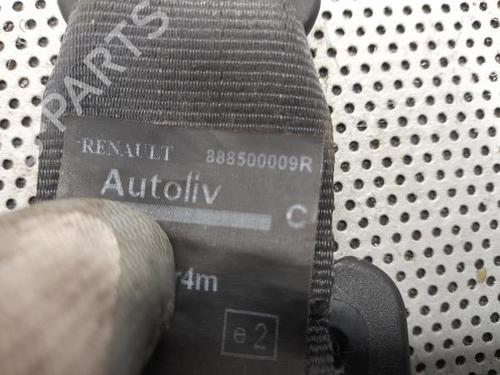 PARTS
RENAULT 888500009R
Autoliv
C
r4m
e2